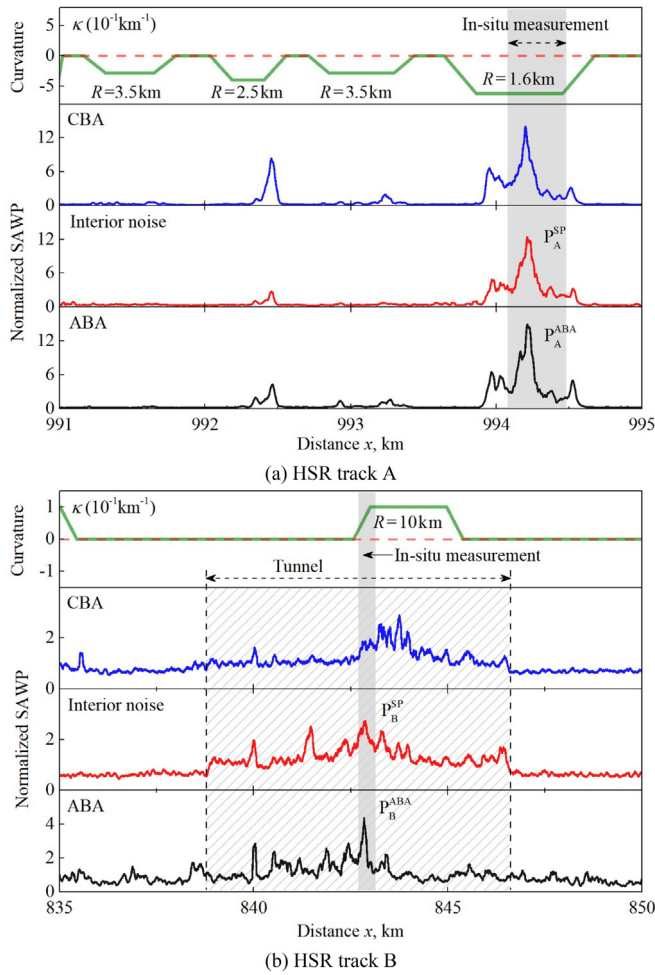 κ (10⁻¹km⁻¹)
In-situ measurement
5
0
-5
Curvature
R=3.5km
R=2.5km
R=3.5km
R=1.6km
CBA
12
6
0
Interior noise
P_A^SP
12
6
0
Normalized SAWP
ABA
P_A^ABA
12
6
0
991
992
993
994
995
Distance x, km
(a) HSR track A
κ (10⁻¹km⁻¹)
1
0
-1
Curvature
R=10km
In-situ measurement
Tunnel
CBA
2
0
Interior noise
P_B^SP
2
0
Normalized SAWP
ABA
P_B^ABA
4
2
0
835
840
845
850
Distance x, km
(b) HSR track B